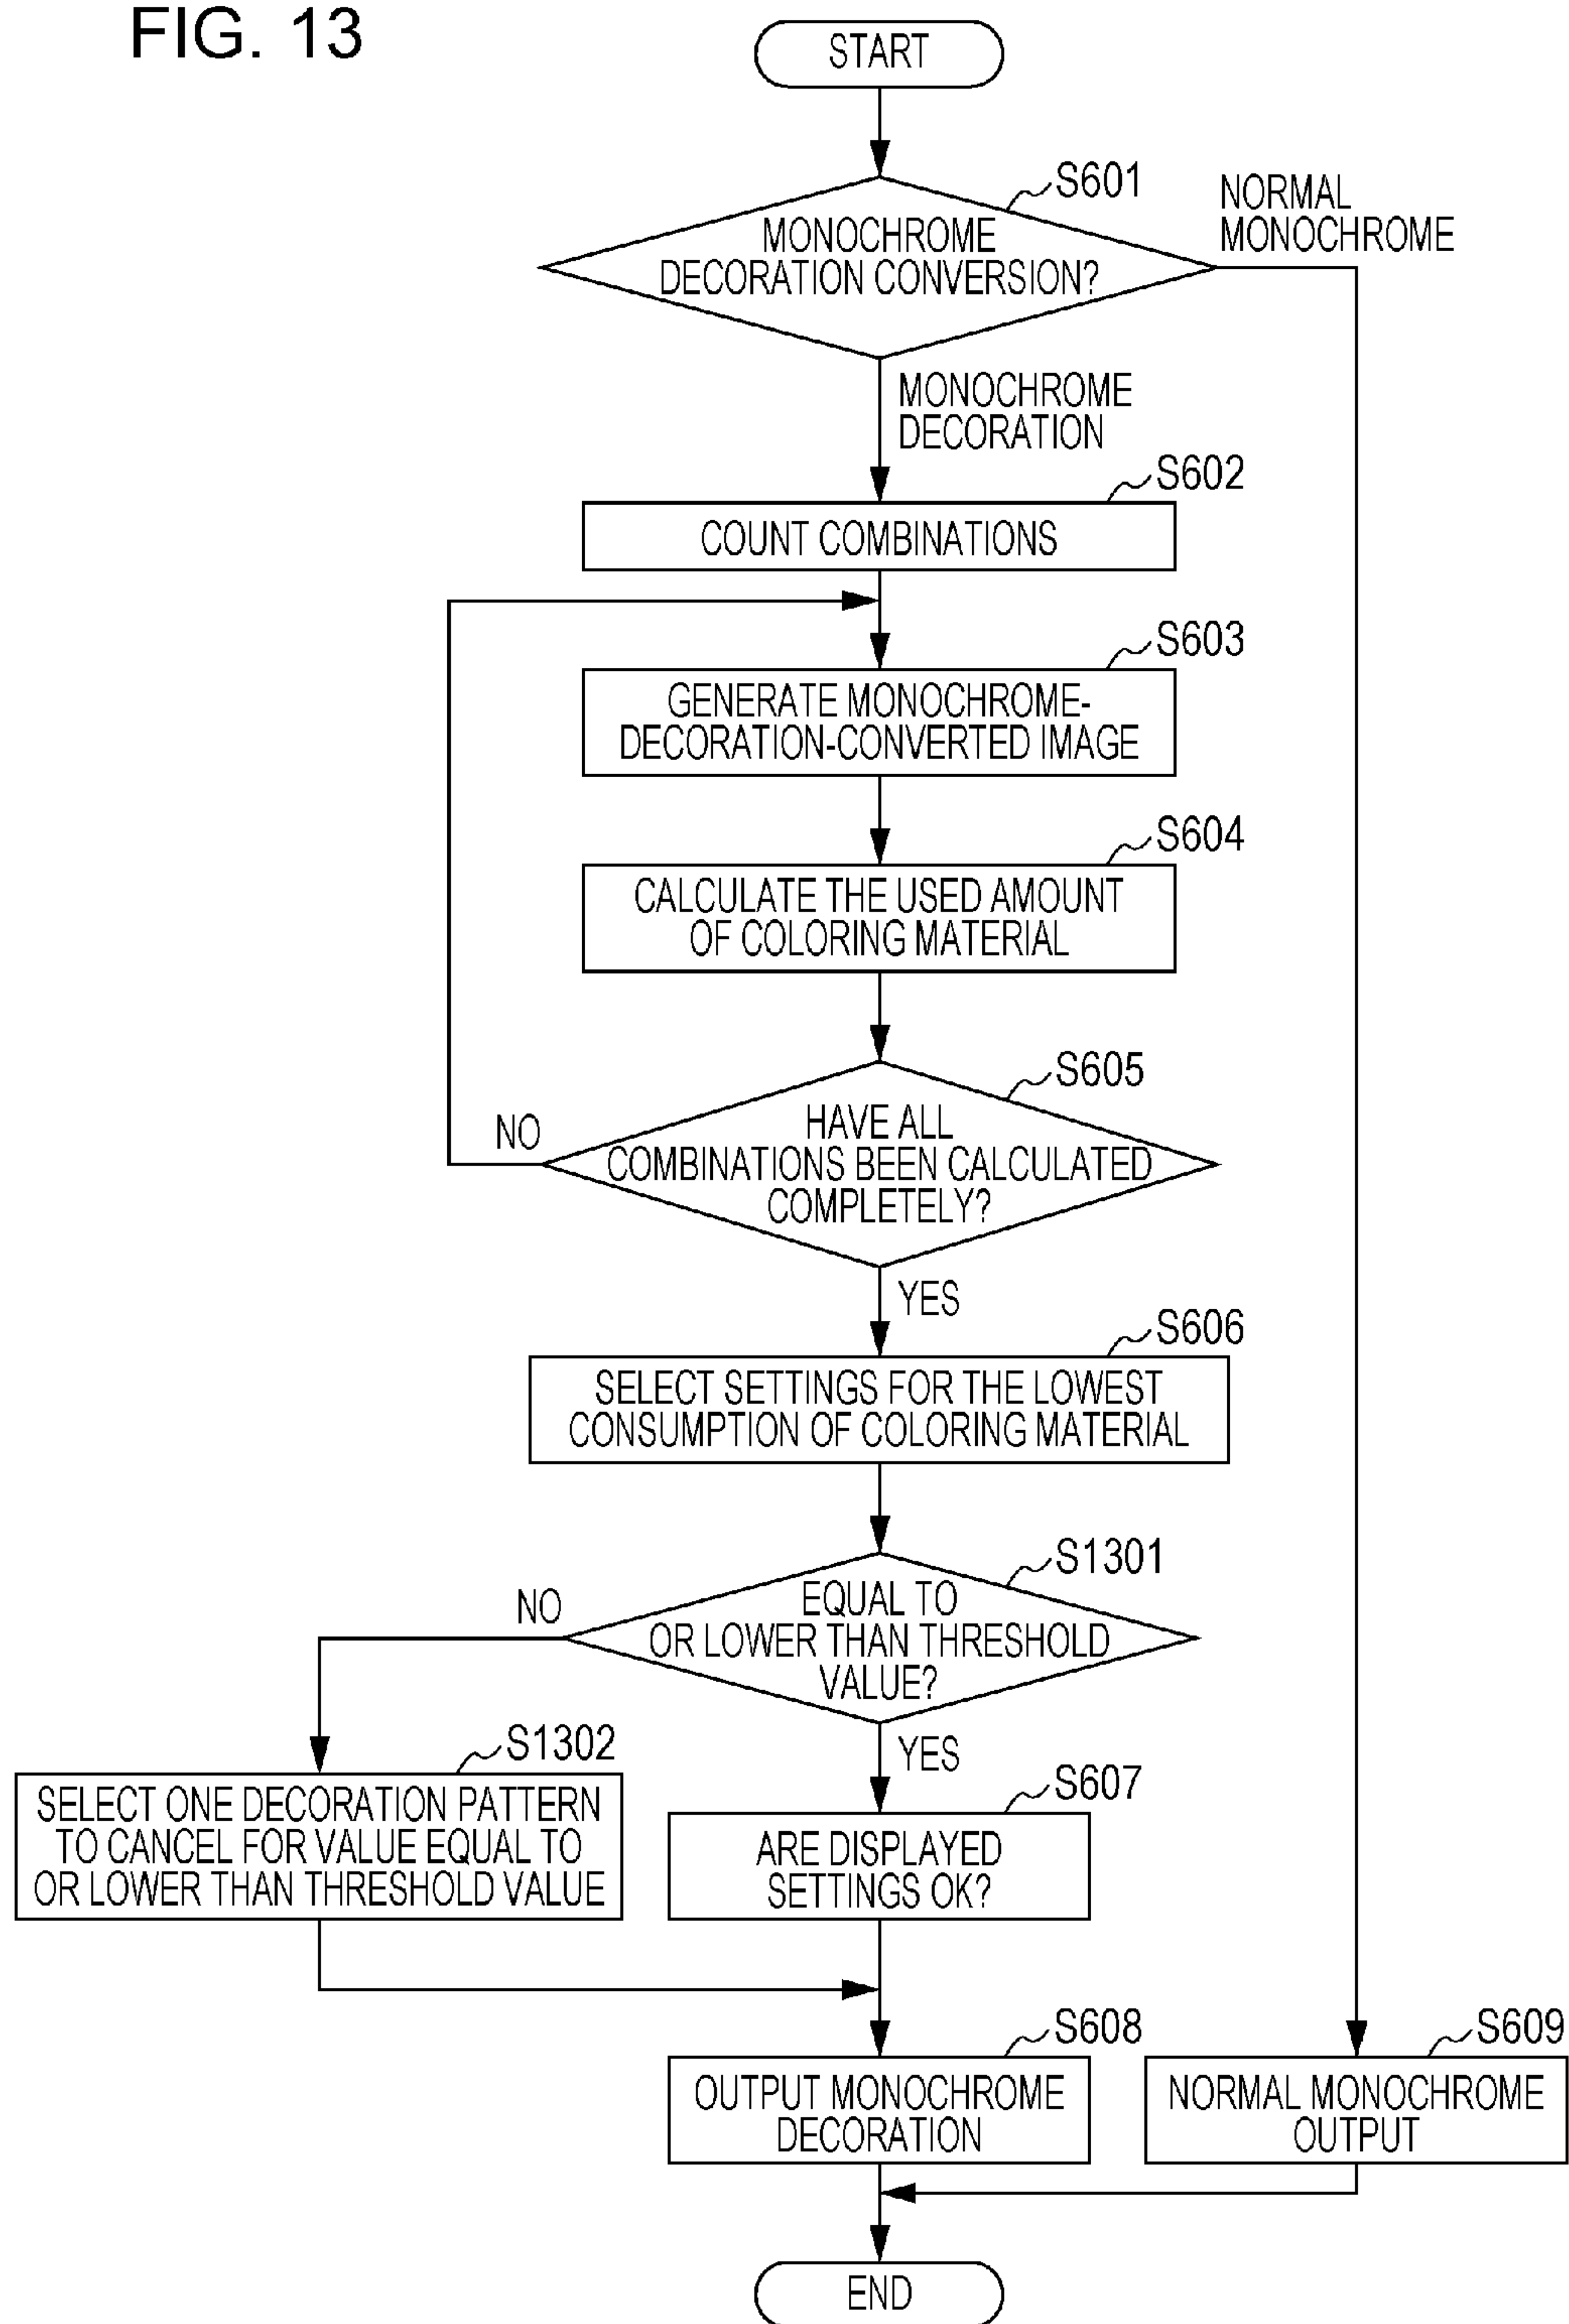 FIG. 13
START
S601
NORMAL
MONOCHROME
MONOCHROME
DECORATION CONVERSION?
MONOCHROME
DECORATION
S602
COUNT COMBINATIONS
S603
GENERATE MONOCHROME-
DECORATION-CONVERTED IMAGE
S604
CALCULATE THE USED AMOUNT
OF COLORING MATERIAL
S605
NO
HAVE ALL
COMBINATIONS BEEN CALCULATED
COMPLETELY?
YES
S606
SELECT SETTINGS FOR THE LOWEST
CONSUMPTION OF COLORING MATERIAL
S1301
NO
EQUAL TO
OR LOWER THAN THRESHOLD
VALUE?
YES
S1302
SELECT ONE DECORATION PATTERN
TO CANCEL FOR VALUE EQUAL TO
OR LOWER THAN THRESHOLD VALUE
S607
ARE DISPLAYED
SETTINGS OK?
S608
OUTPUT MONOCHROME
DECORATION
S609
NORMAL MONOCHROME
OUTPUT
END